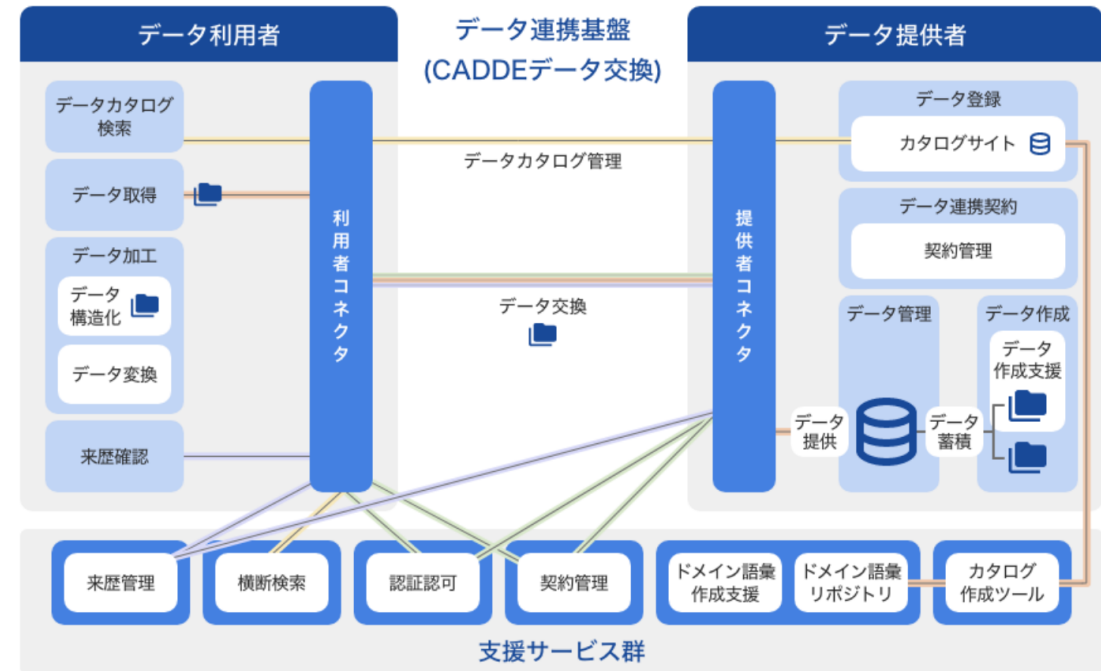 データ利用者
データ連携基盤
(CADDEデータ交換)
データ提供者
データカタログ
検索
データ取得
データ加工
データ
構造化
データ変換
来歴確認
利用者コネクタ
データカタログ管理
データ交換
提供者コネクタ
データ登録
カタログサイト
データ連携契約
契約管理
データ管理
データ作成
データ
作成支援
データ
提供
データ
蓄積
来歴管理
横断検索
認証認可
契約管理
ドメイン語彙
作成支援
ドメイン語彙
リポジトリ
カタログ
作成ツール
支援サービス群